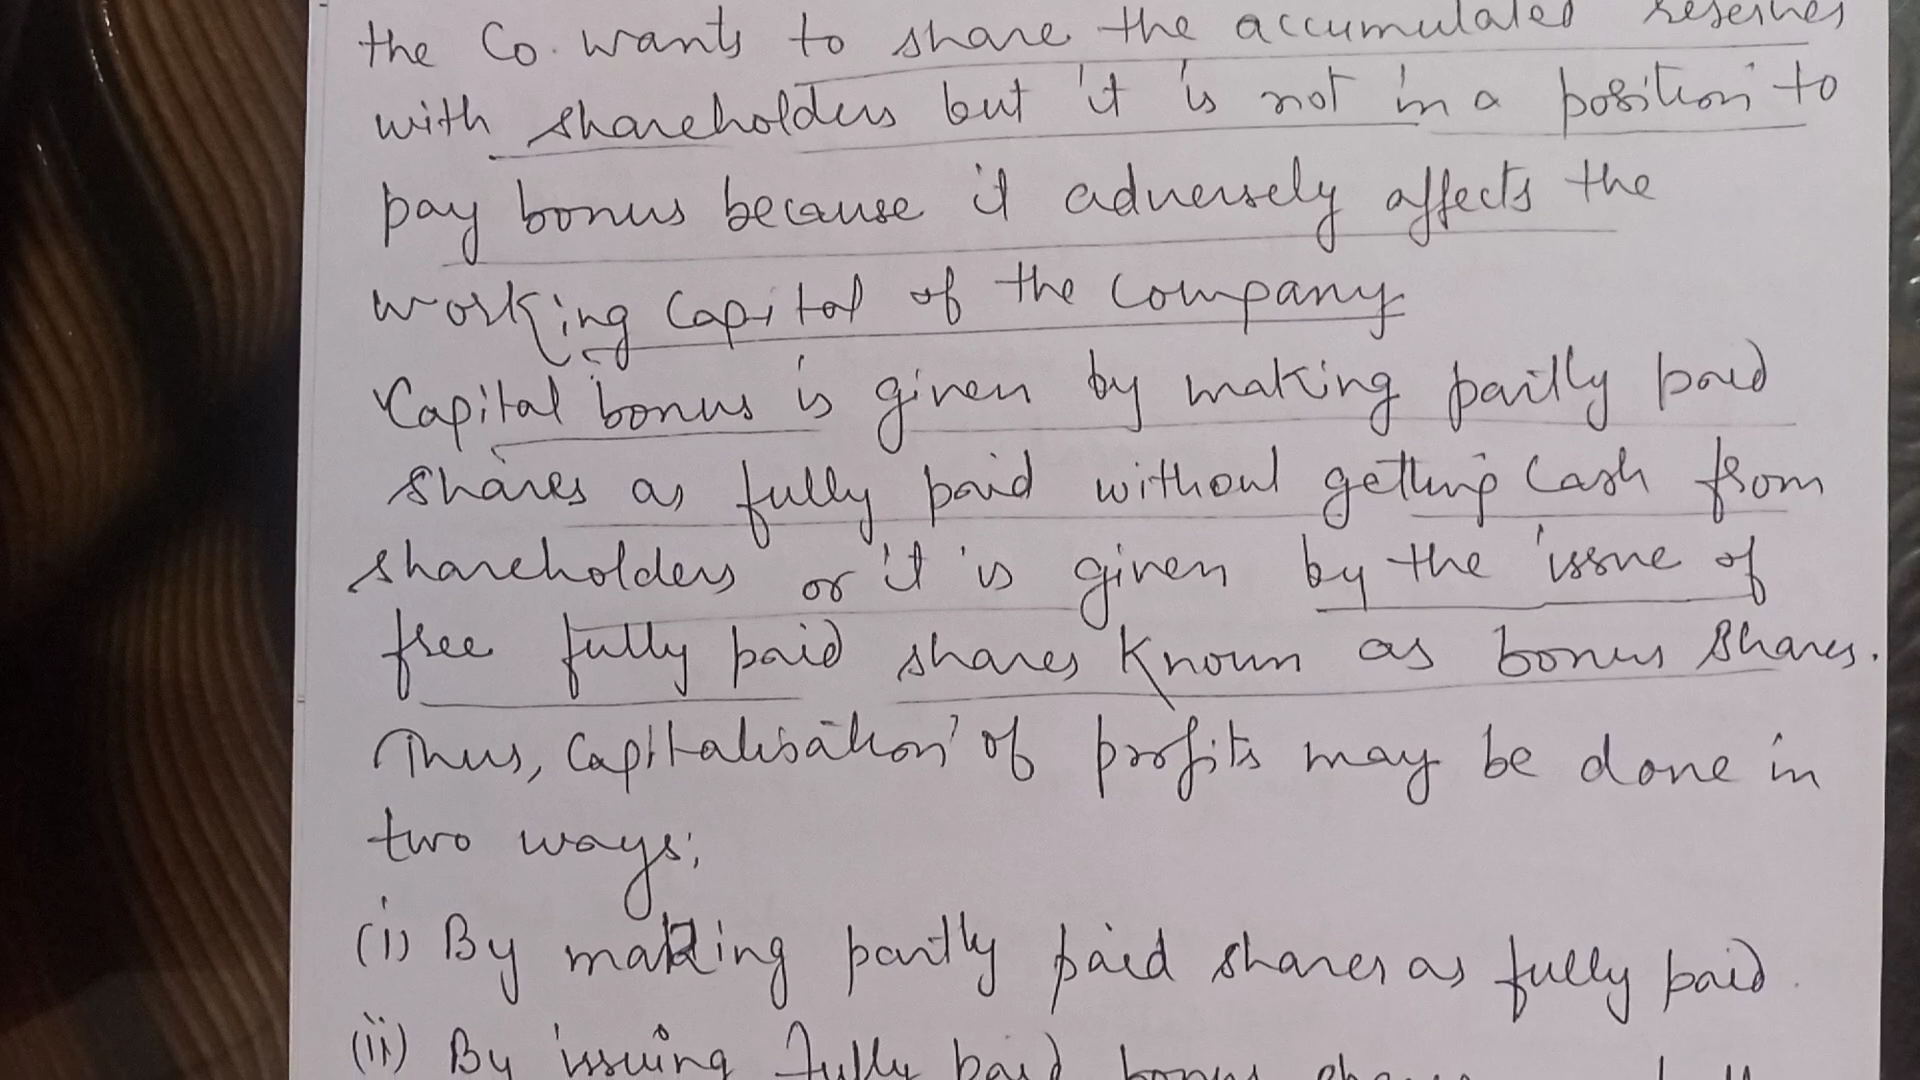 the Co. wants to share the accumulated reserves
with shareholders but it is not in a position to
pay bonus because it adversely affects the
working capital of the company
Capital bonus is given by making partly paid
shares as fully paid without getting cash from
shareholders or it is given by the issue of
free fully paid shares known as bonus shares.
Thus, Capitalisation of profits may be done in
two ways;
(i) By making partly paid shares as fully paid.
(ii) By issuing fully paid bonus